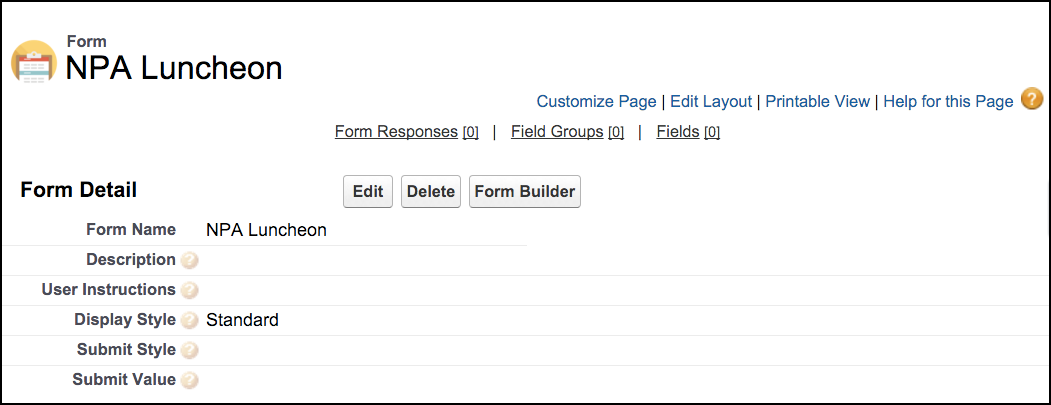 Form
NPA Luncheon
Customize Page | Edit Layout | Printable View | Help for this Page ?
Form Responses [0] | Field Groups [0] | Fields [0]
Form Detail Edit Delete Form Builder
Form Name NPA Luncheon
Description ?
User Instructions ?
Display Style ? Standard
Submit Style ?
Submit Value ?